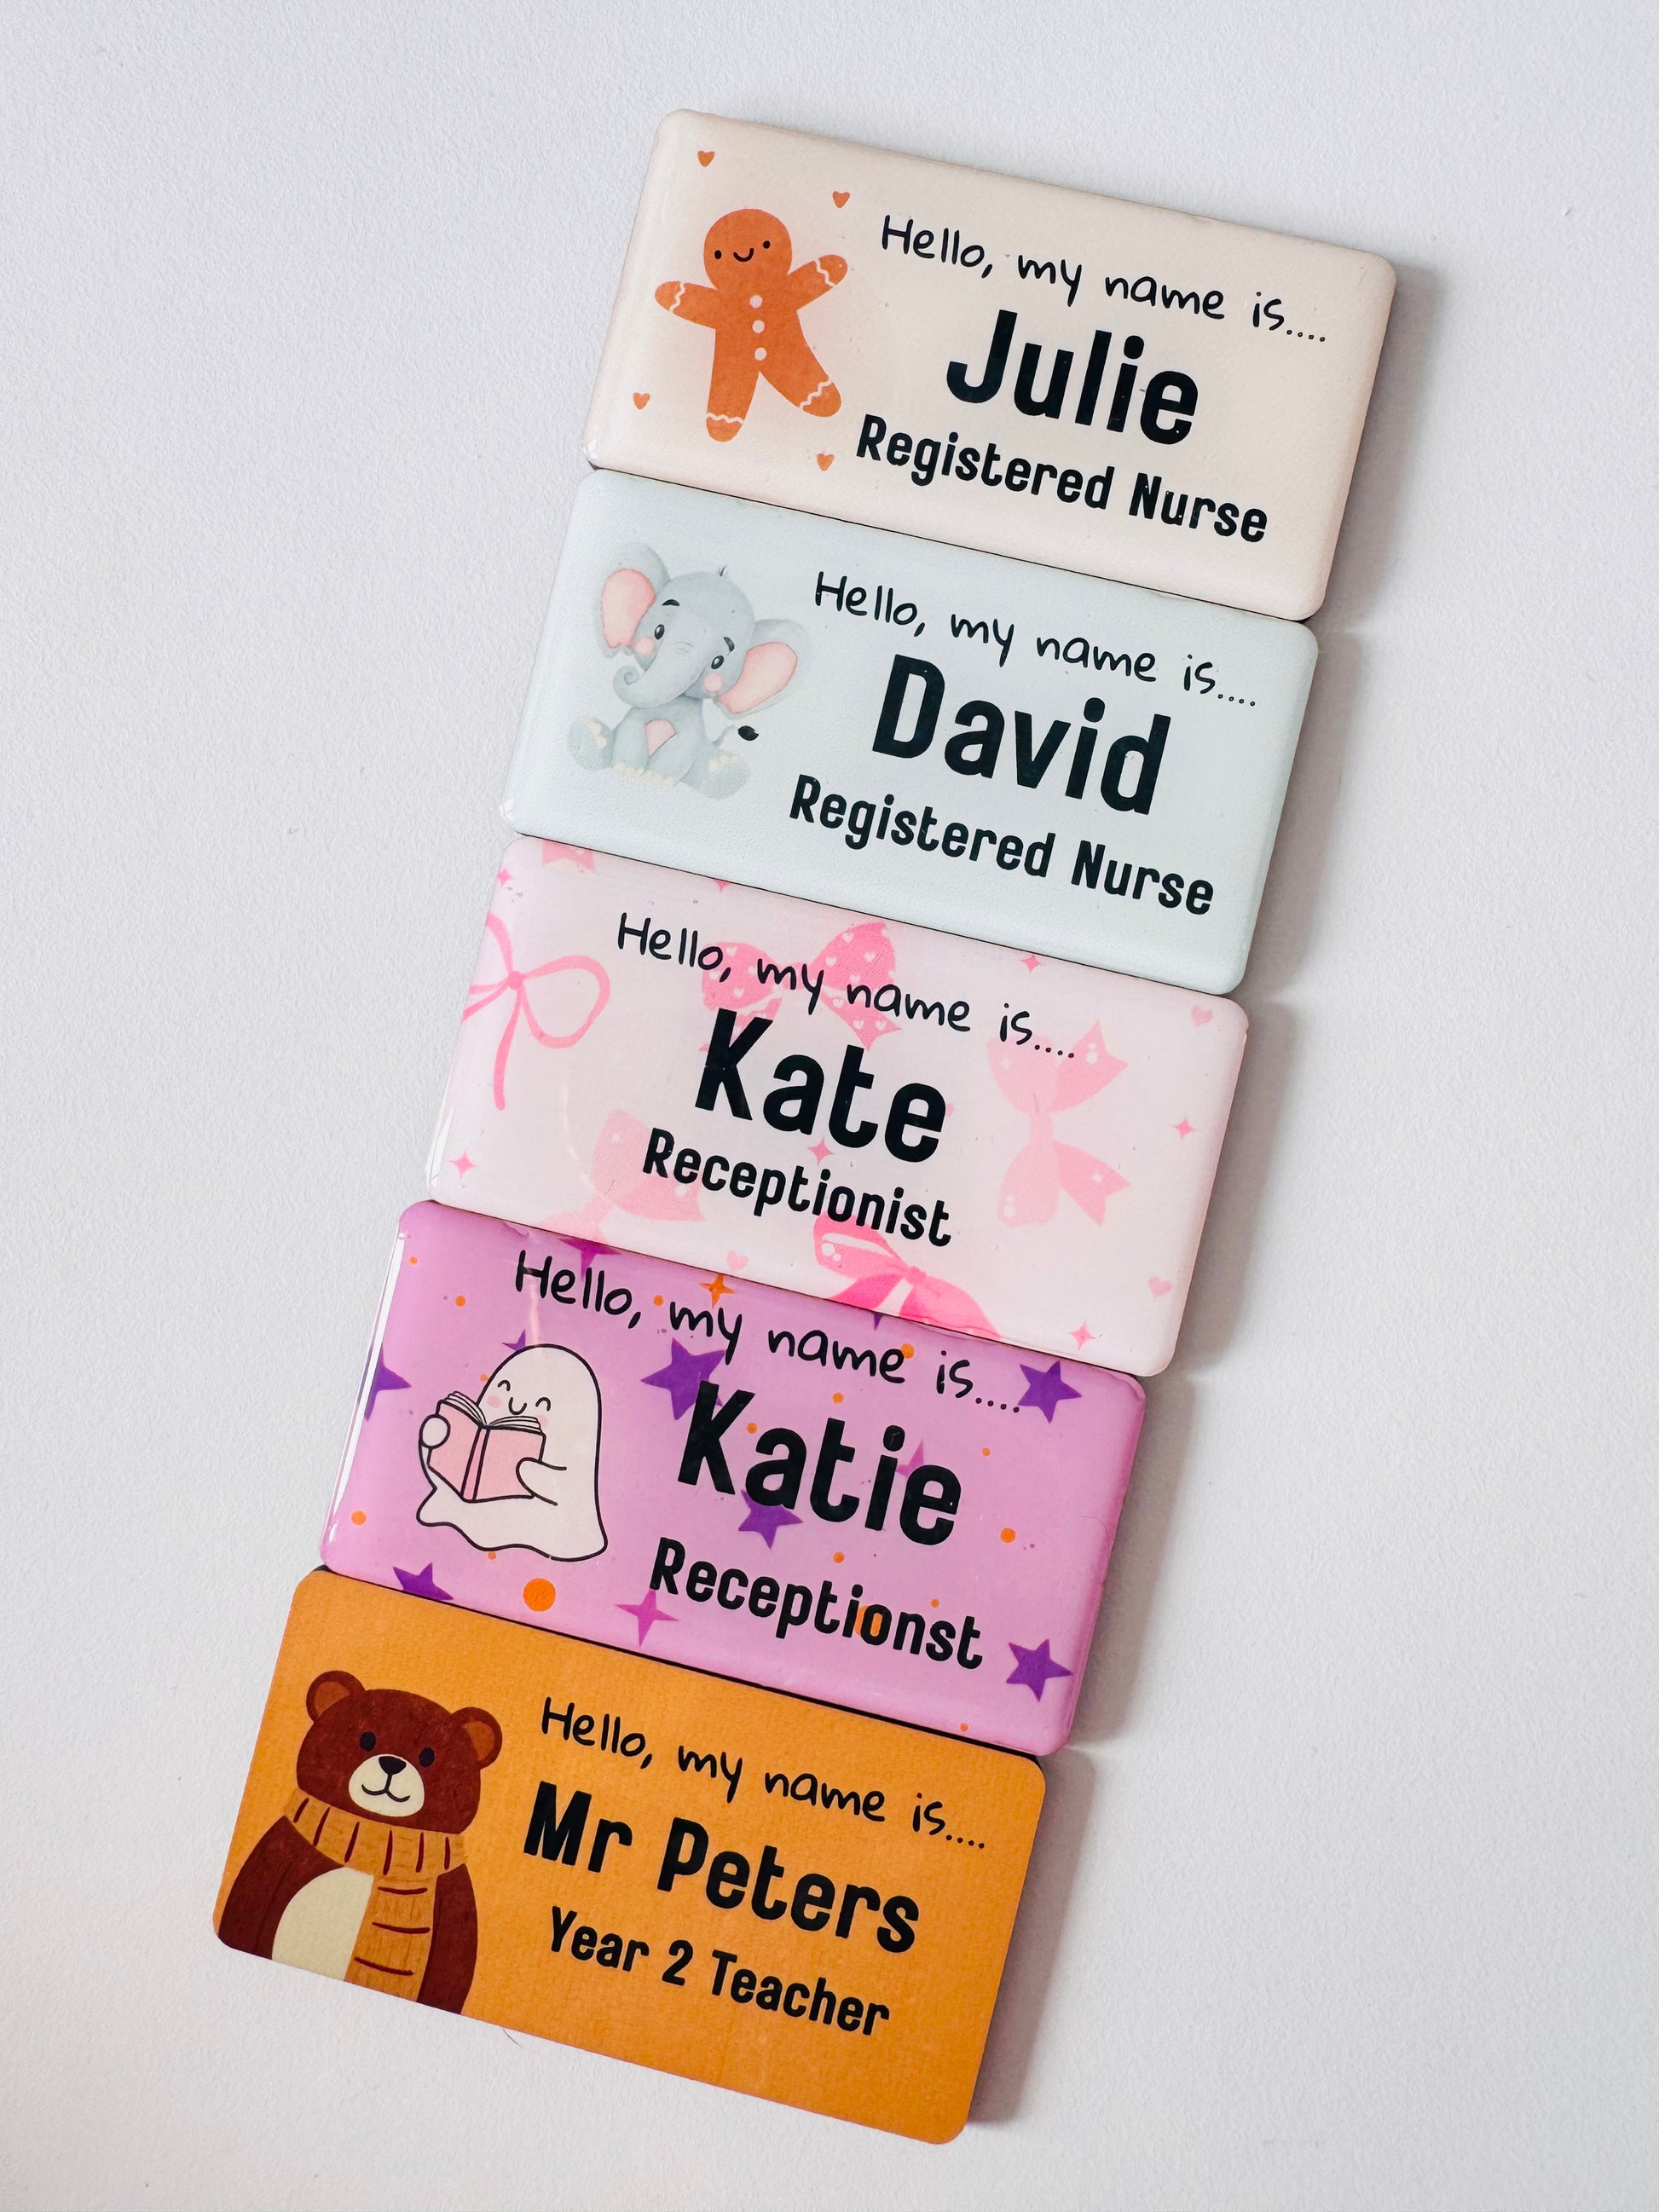 Hello, my name is....
Julie
Registered Nurse
Hello, my name is....
David
Registered Nurse
Hello, my name is....
Kate
Receptionist
Hello, my name is....
Katie
Receptionst
Hello, my name is....
Mr Peters
Year 2 Teacher